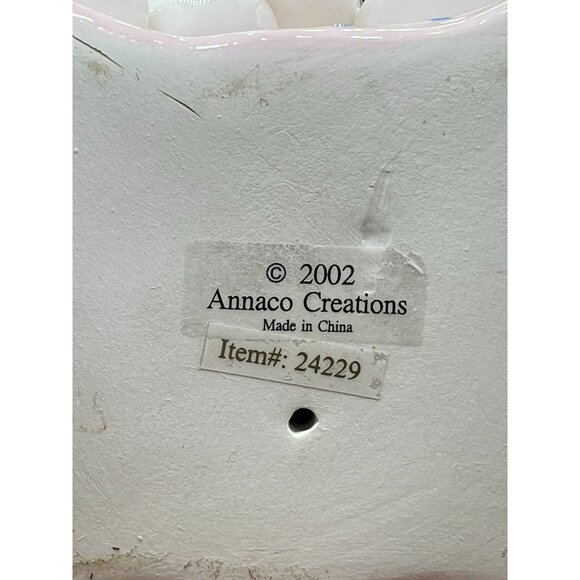 © 2002
Annaco Creations
Made in China
Item#: 24229